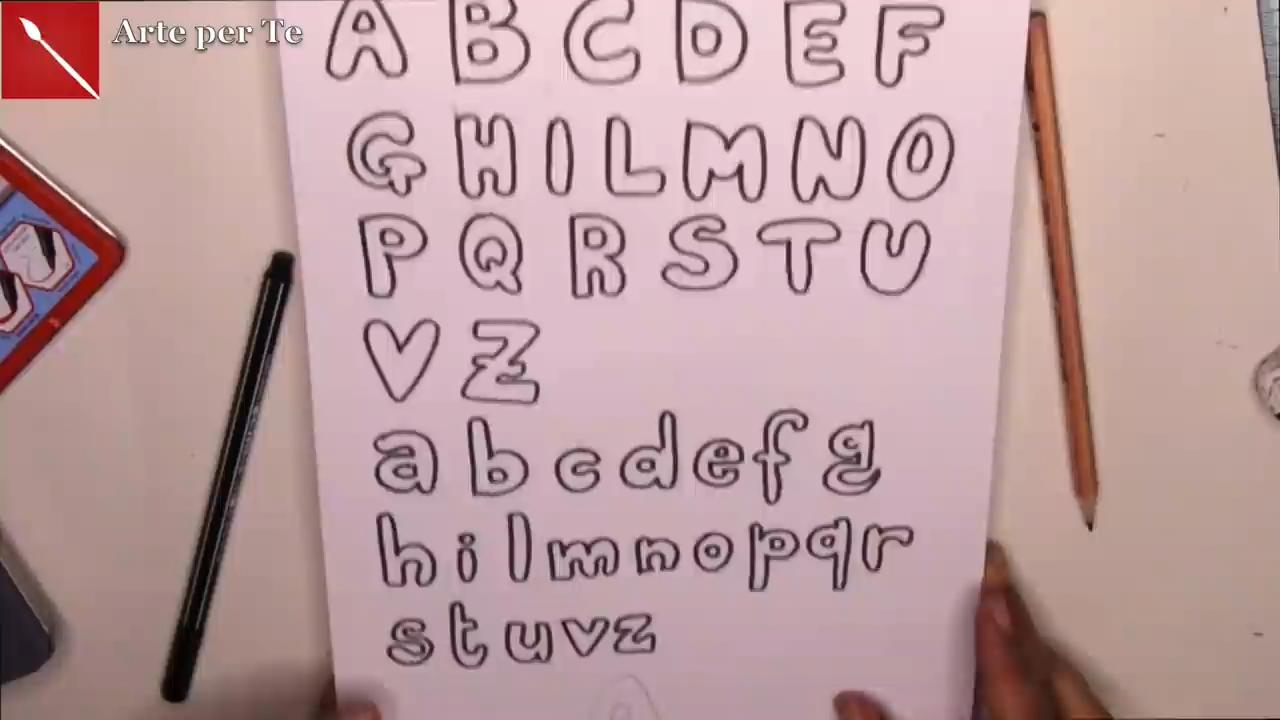 Arte per Te
A B C D E F
G H I L M N O
P Q R S T U
V Z
a b c d e f g
h i l m n o p q r
s t u v z